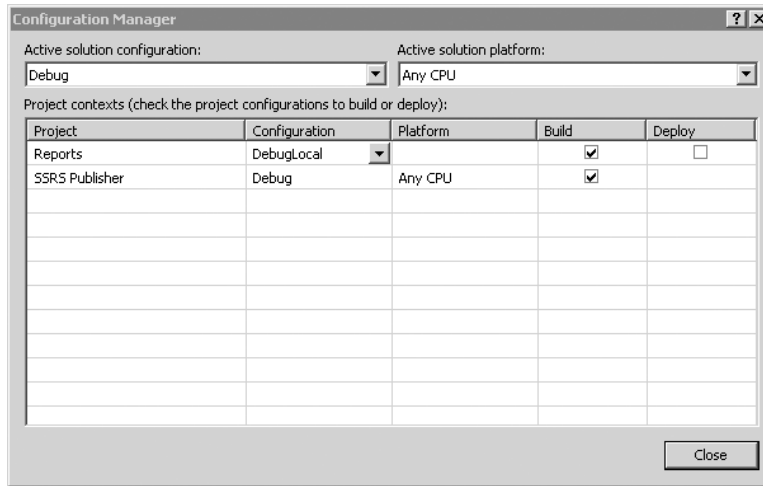 Configuration Manager
Active solution configuration: Active solution platform:
Debug Any CPU
Project contexts (check the project configurations to build or deploy):
Project Configuration Platform Build Deploy
Reports DebugLocal
SSRS Publisher Debug Any CPU
Close